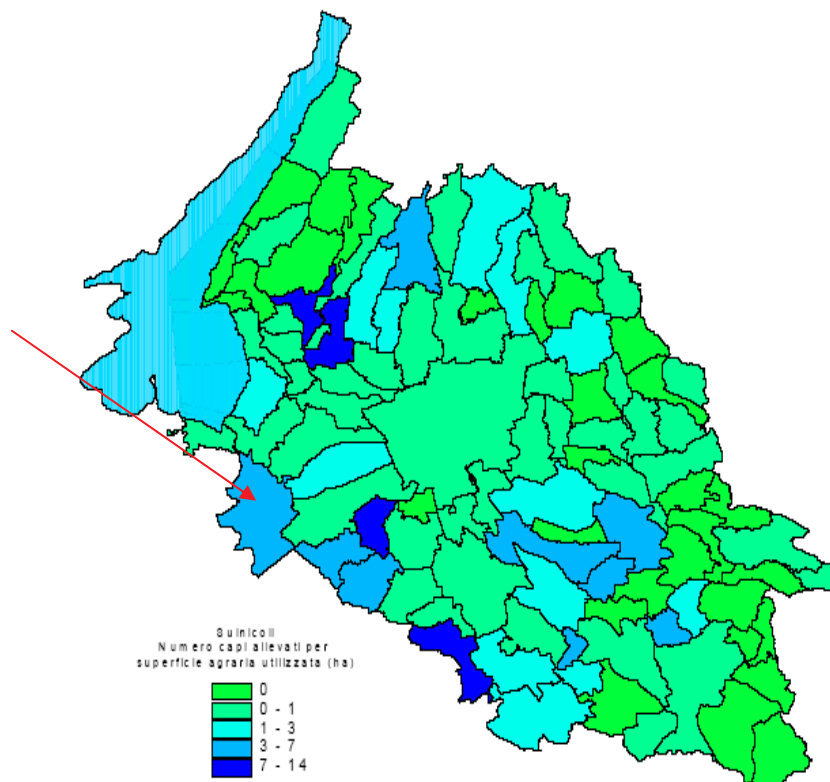 Suinicoli
Numero capi allevati per
superficie agraria utilizzata (ha)
0
0 - 1
1 - 3
3 - 7
7 - 14